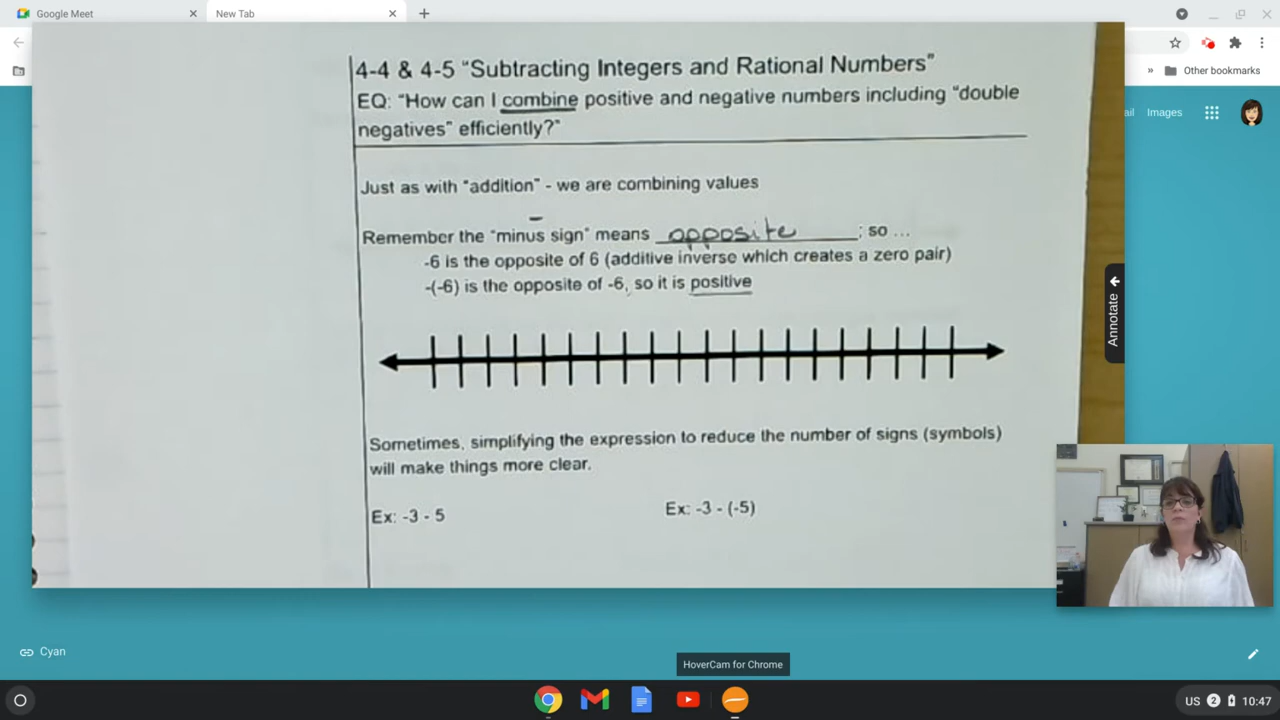 Google Meet
New Tab
Other bookmarks
4-4 & 4-5 “Subtracting Integers and Rational Numbers”
EQ: “How can I combine positive and negative numbers including “double
negatives” efficiently?”
ail Images
Just as with “addition” - we are combining values
Remember the “minus sign” means opposite ; so ...
-6 is the opposite of 6 (additive inverse which creates a zero pair)
-(-6) is the opposite of -6, so it is positive
Annotate
Sometimes, simplifying the expression to reduce the number of signs (symbols)
will make things more clear.
Ex: -3 - 5
Ex: -3 - (-5)
Cyan
HoverCam for Chrome
US 2 10:47